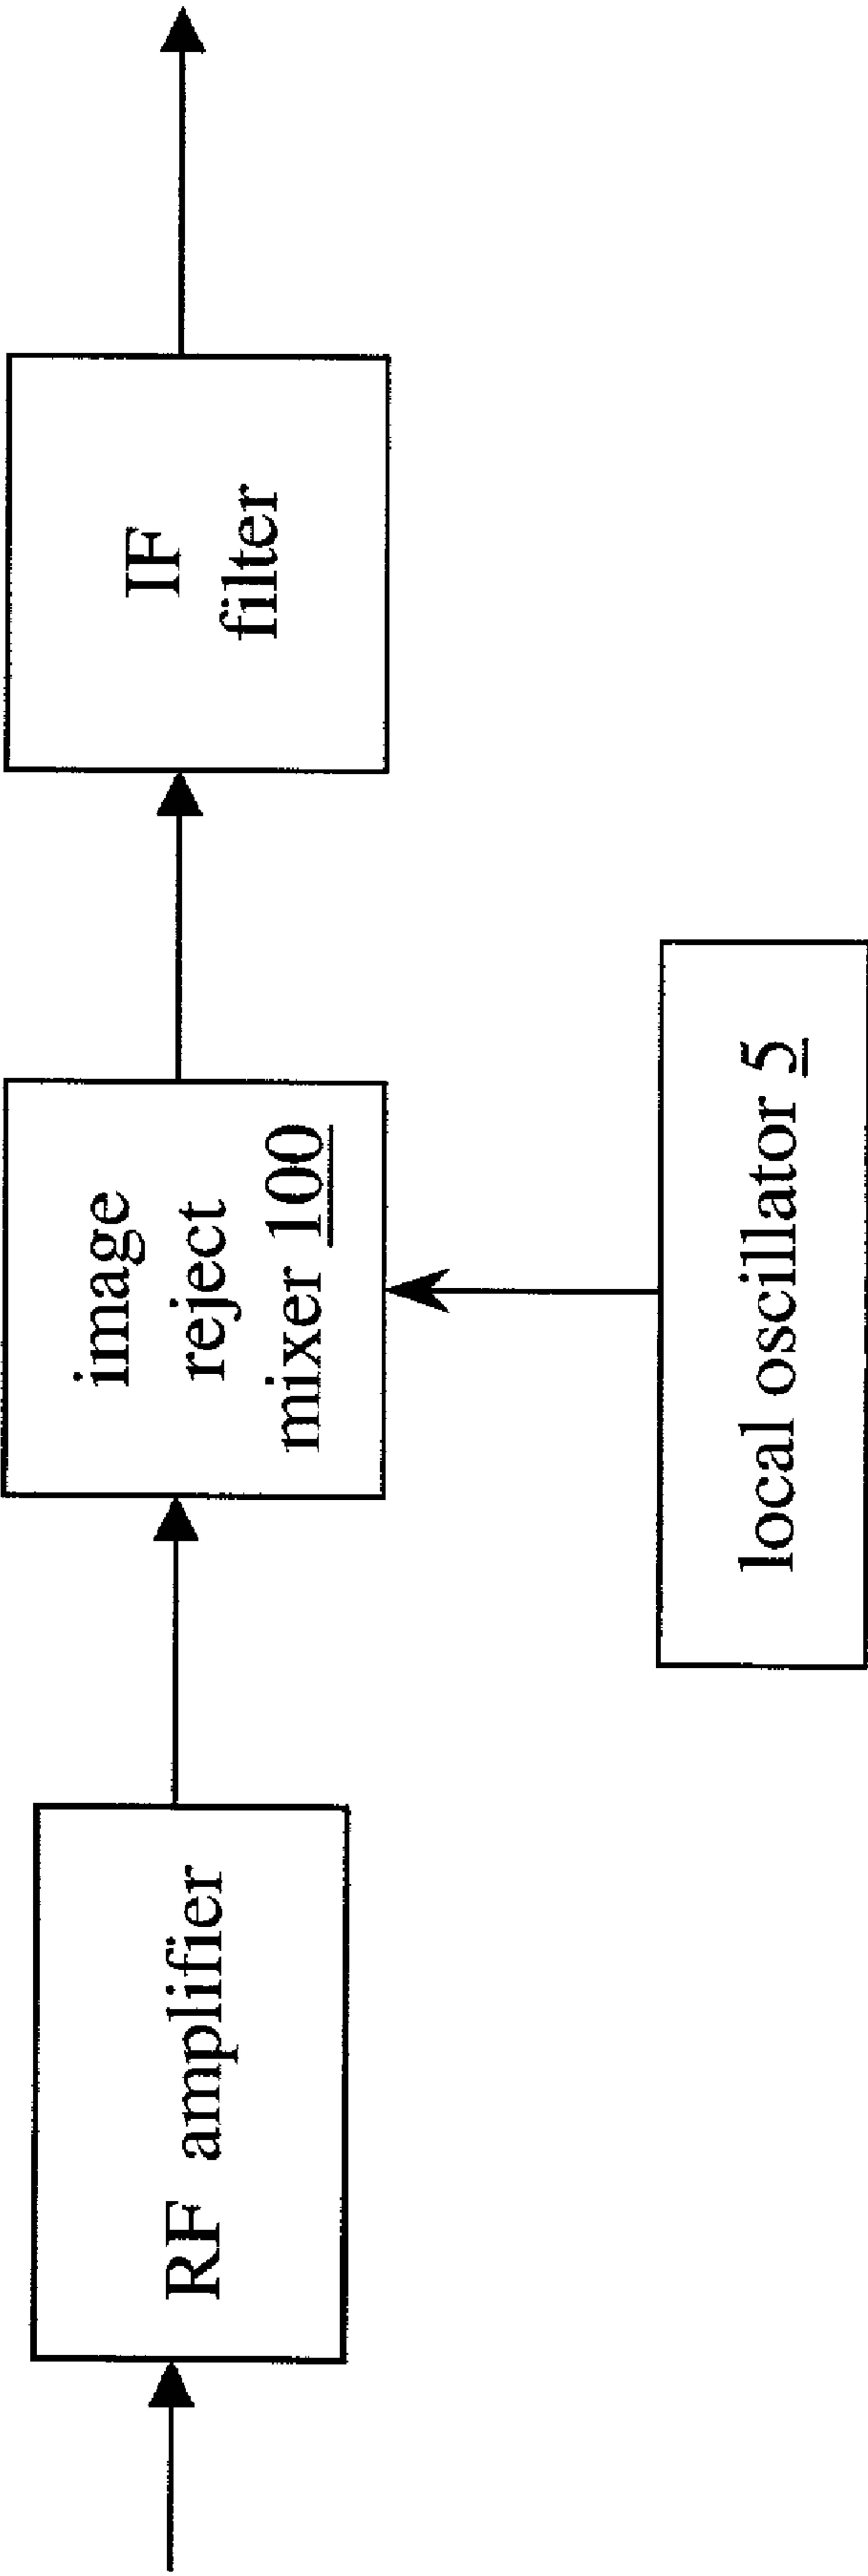 RF amplifier
image
reject
mixer 100
IF
filter
local oscillator 5